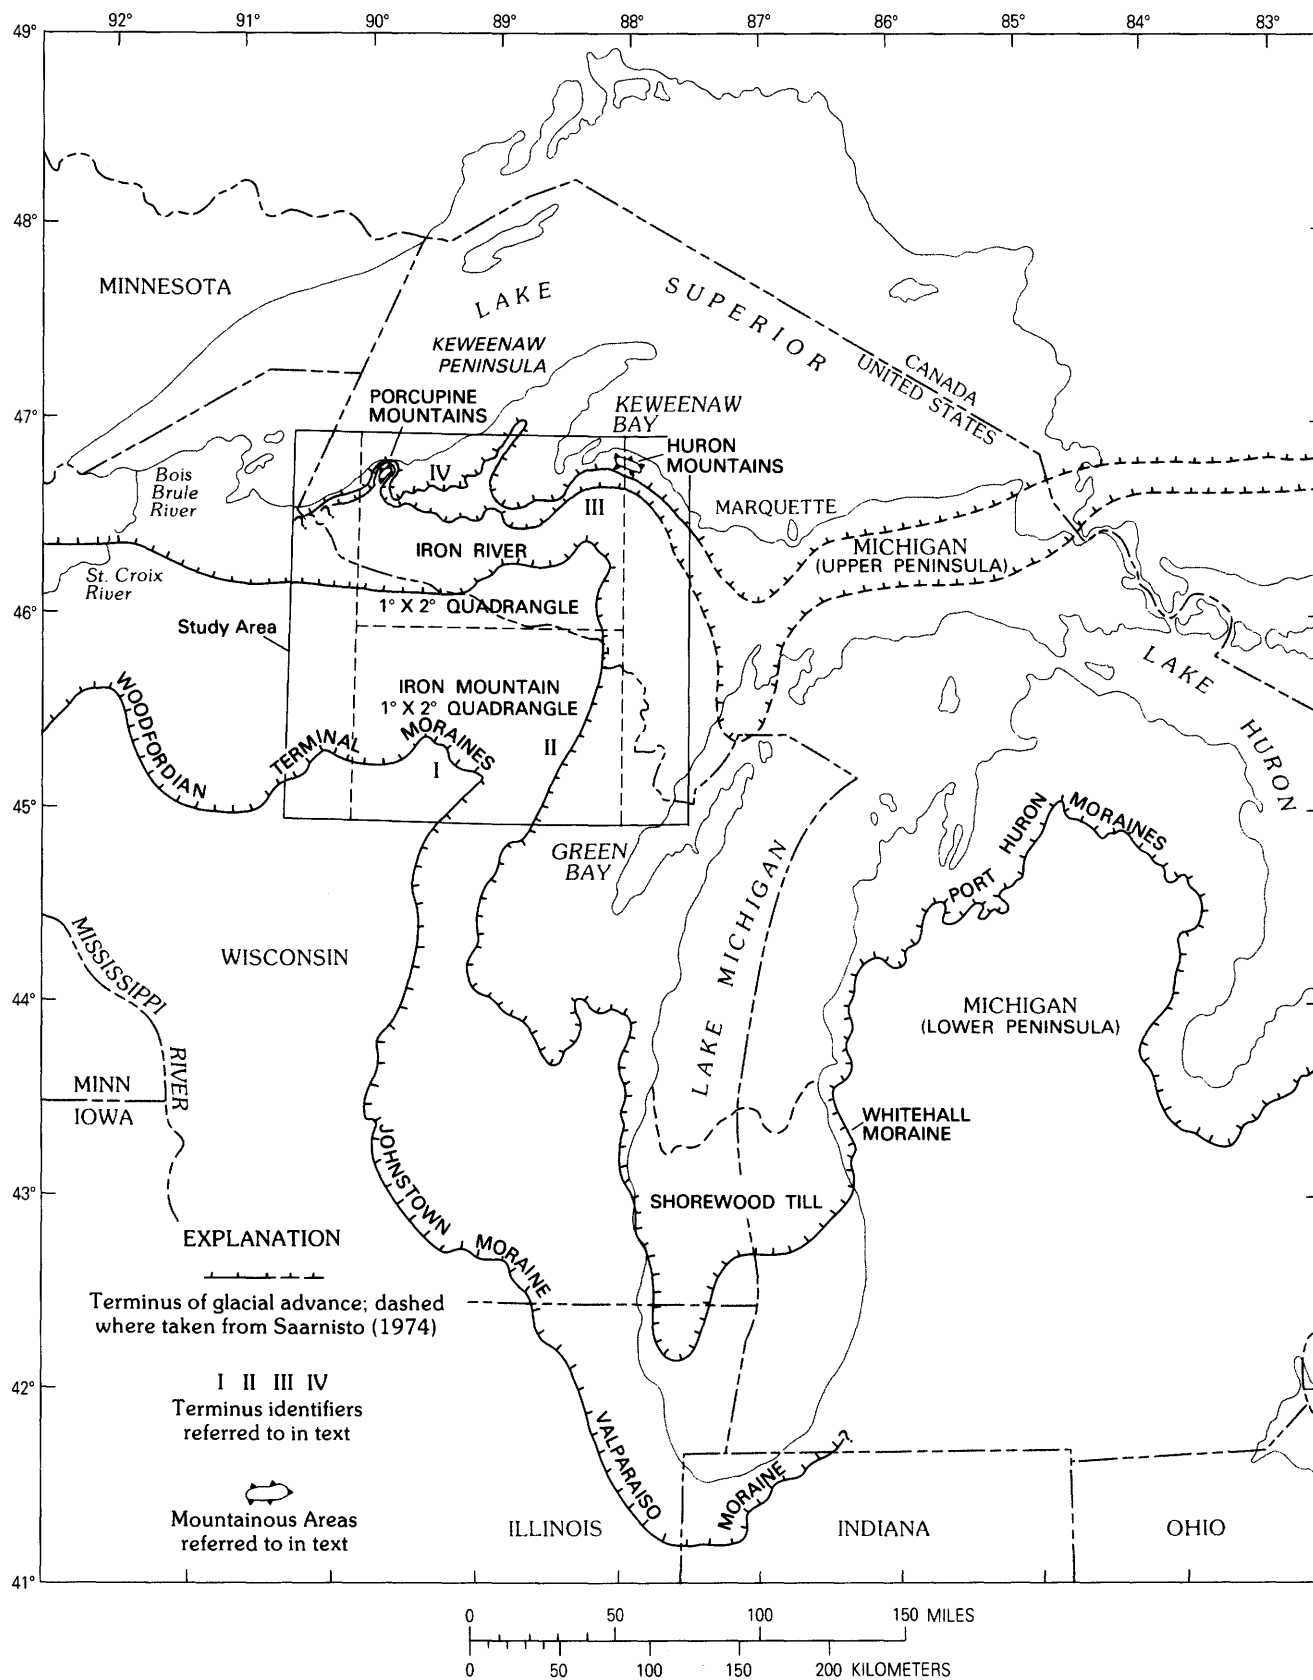 92° 91° 90° 89° 88° 87° 86° 85° 84° 83°
49°
48°
47°
46°
45°
44°
43°
42°
41°
MINNESOTA
LAKE SUPERIOR
CANADA
UNITED STATES
KEWEENAW
PENINSULA
PORCUPINE
MOUNTAINS
KEWEENAW
BAY
HURON
MOUNTAINS
Bois
Brule
River
IV
III
MARQUETTE
MICHIGAN
(UPPER PENINSULA)
IRON RIVER
1° X 2° QUADRANGLE
St. Croix
River
Study Area
LAKE HURON
IRON MOUNTAIN
1° X 2° QUADRANGLE
WOODFORDIAN TERMINAL MORAINES
I
II
GREEN
BAY
LAKE MICHIGAN
PORT HURON MORAINES
MISSISSIPPI RIVER
WISCONSIN
MICHIGAN
(LOWER PENINSULA)
MINN
IOWA
WHITEHALL
MORAINE
JOHNSTOWN MORAINE
SHOREWOOD TILL
EXPLANATION
Terminus of glacial advance; dashed
where taken from Saarnisto (1974)
I II III IV
Terminus identifiers
referred to in text
Mountainous Areas
referred to in text
VALPARAISO MORAINE ?
ILLINOIS
INDIANA
OHIO
0 50 100 150 MILES
0 50 100 150 200 KILOMETERS